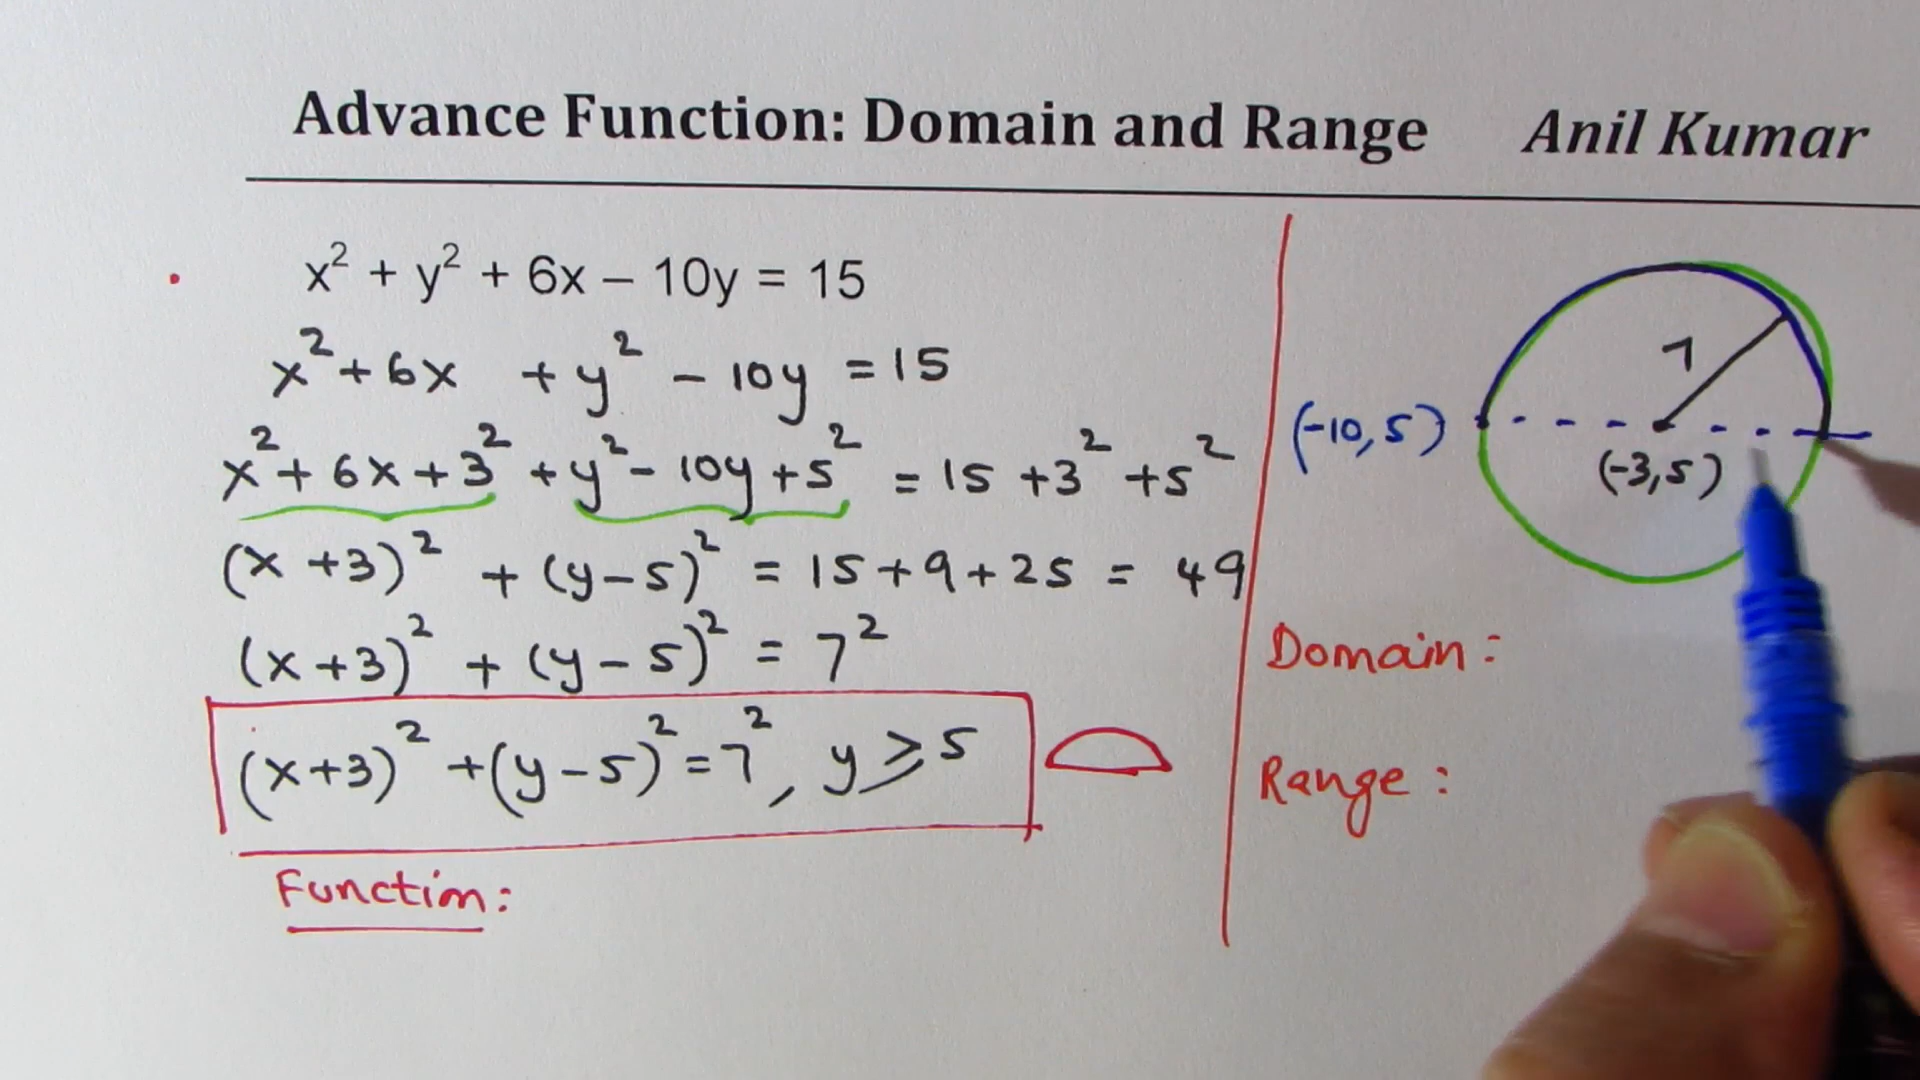 Advance Function: Domain and Range Anil Kumar
x² + y² + 6x – 10y = 15
x² + 6x + y² - 10y = 15
x² + 6x + 3² + y² - 10y + 5² = 15 + 3² + 5²
(x + 3)² + (y - 5)² = 15 + 9 + 25 = 49
(x + 3)² + (y - 5)² = 7²
(x + 3)² + (y - 5)² = 7², y ⩾ 5
Function:
7
(-10, 5)
(-3, 5)
Domain:
Range: